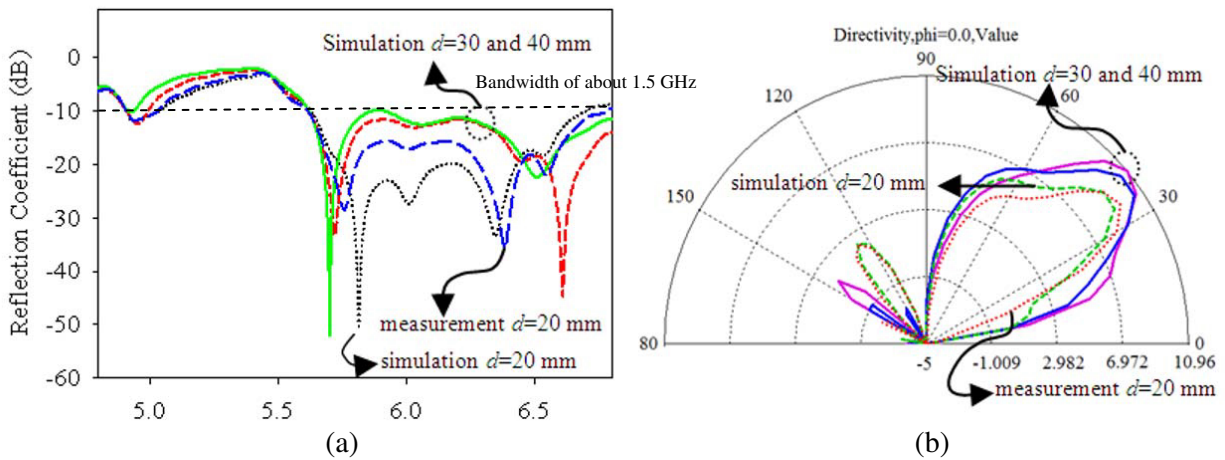 Simulation d=30 and 40 mm
Bandwidth of about 1.5 GHz
Reflection Coefficient (dB)
0
-10
-20
-30
-40
-50
-60
5.0
5.5
6.0
6.5
measurement d=20 mm
simulation d=20 mm
(a)
Directivity,phi=0.0,Value
90
Simulation d=30 and 40 mm
120
60
simulation d=20 mm
150
30
80
0
-5
-1.009
2.982
6.972
10.96
measurement d=20 mm
(b)